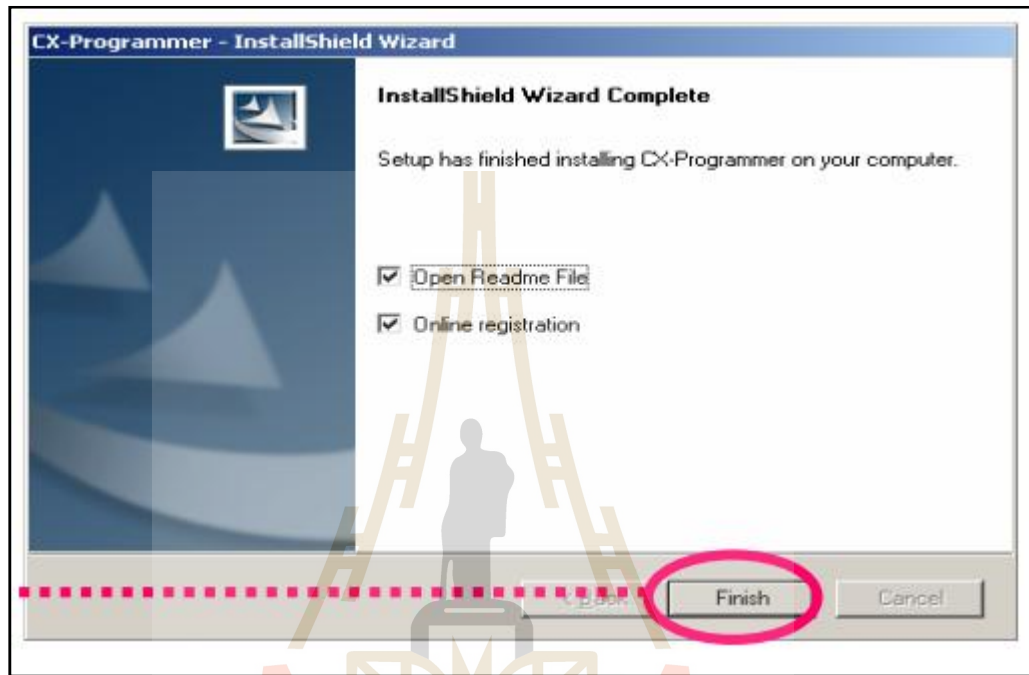 CX-Programmer - InstallShield Wizard
InstallShield Wizard Complete
Setup has finished installing CX-Programmer on your computer.
Open Readme File
Online registration
< Back
Finish
Cancel